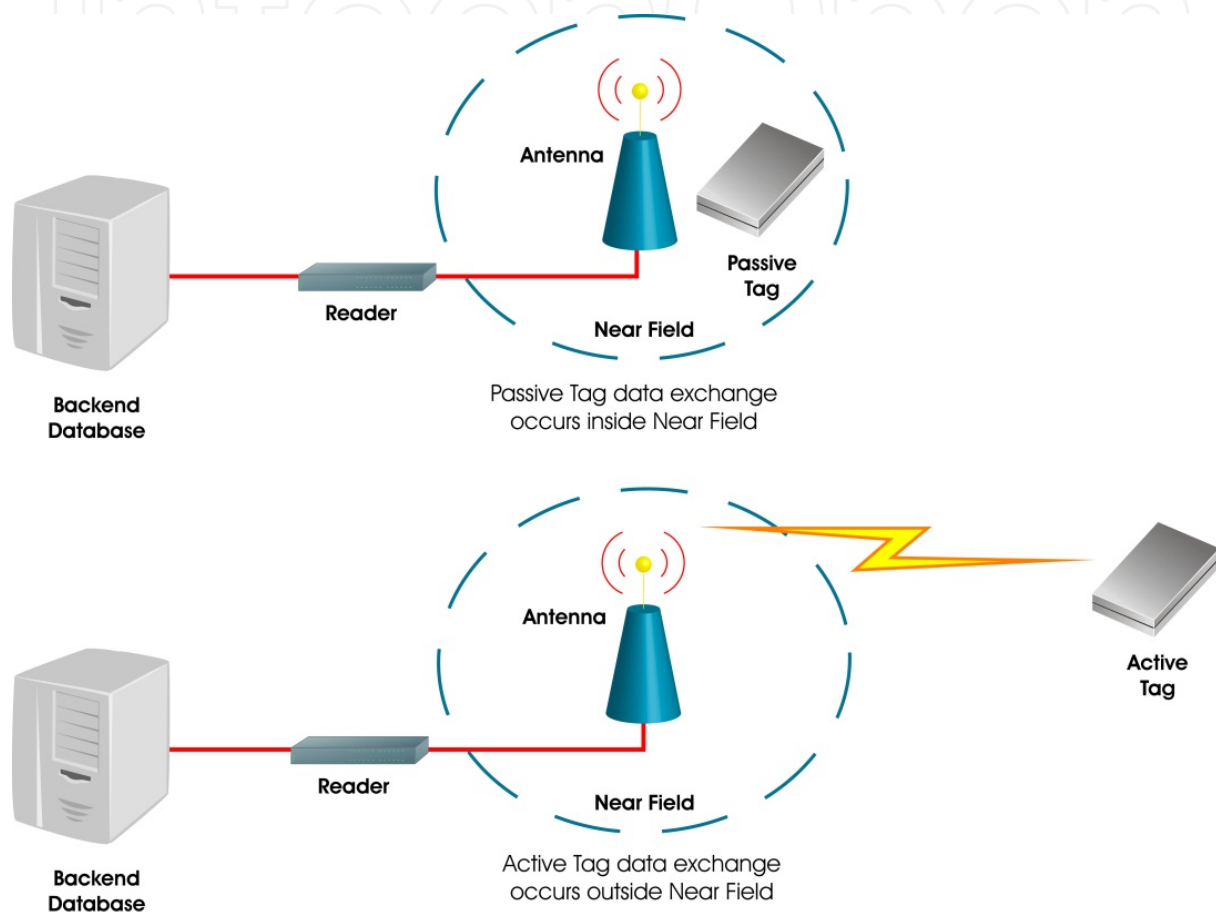 Antenna
Passive
Tag
Reader
Near Field
Backend
Database
Passive Tag data exchange
occurs inside Near Field
Antenna
Active
Tag
Reader
Near Field
Backend
Database
Active Tag data exchange
occurs outside Near Field